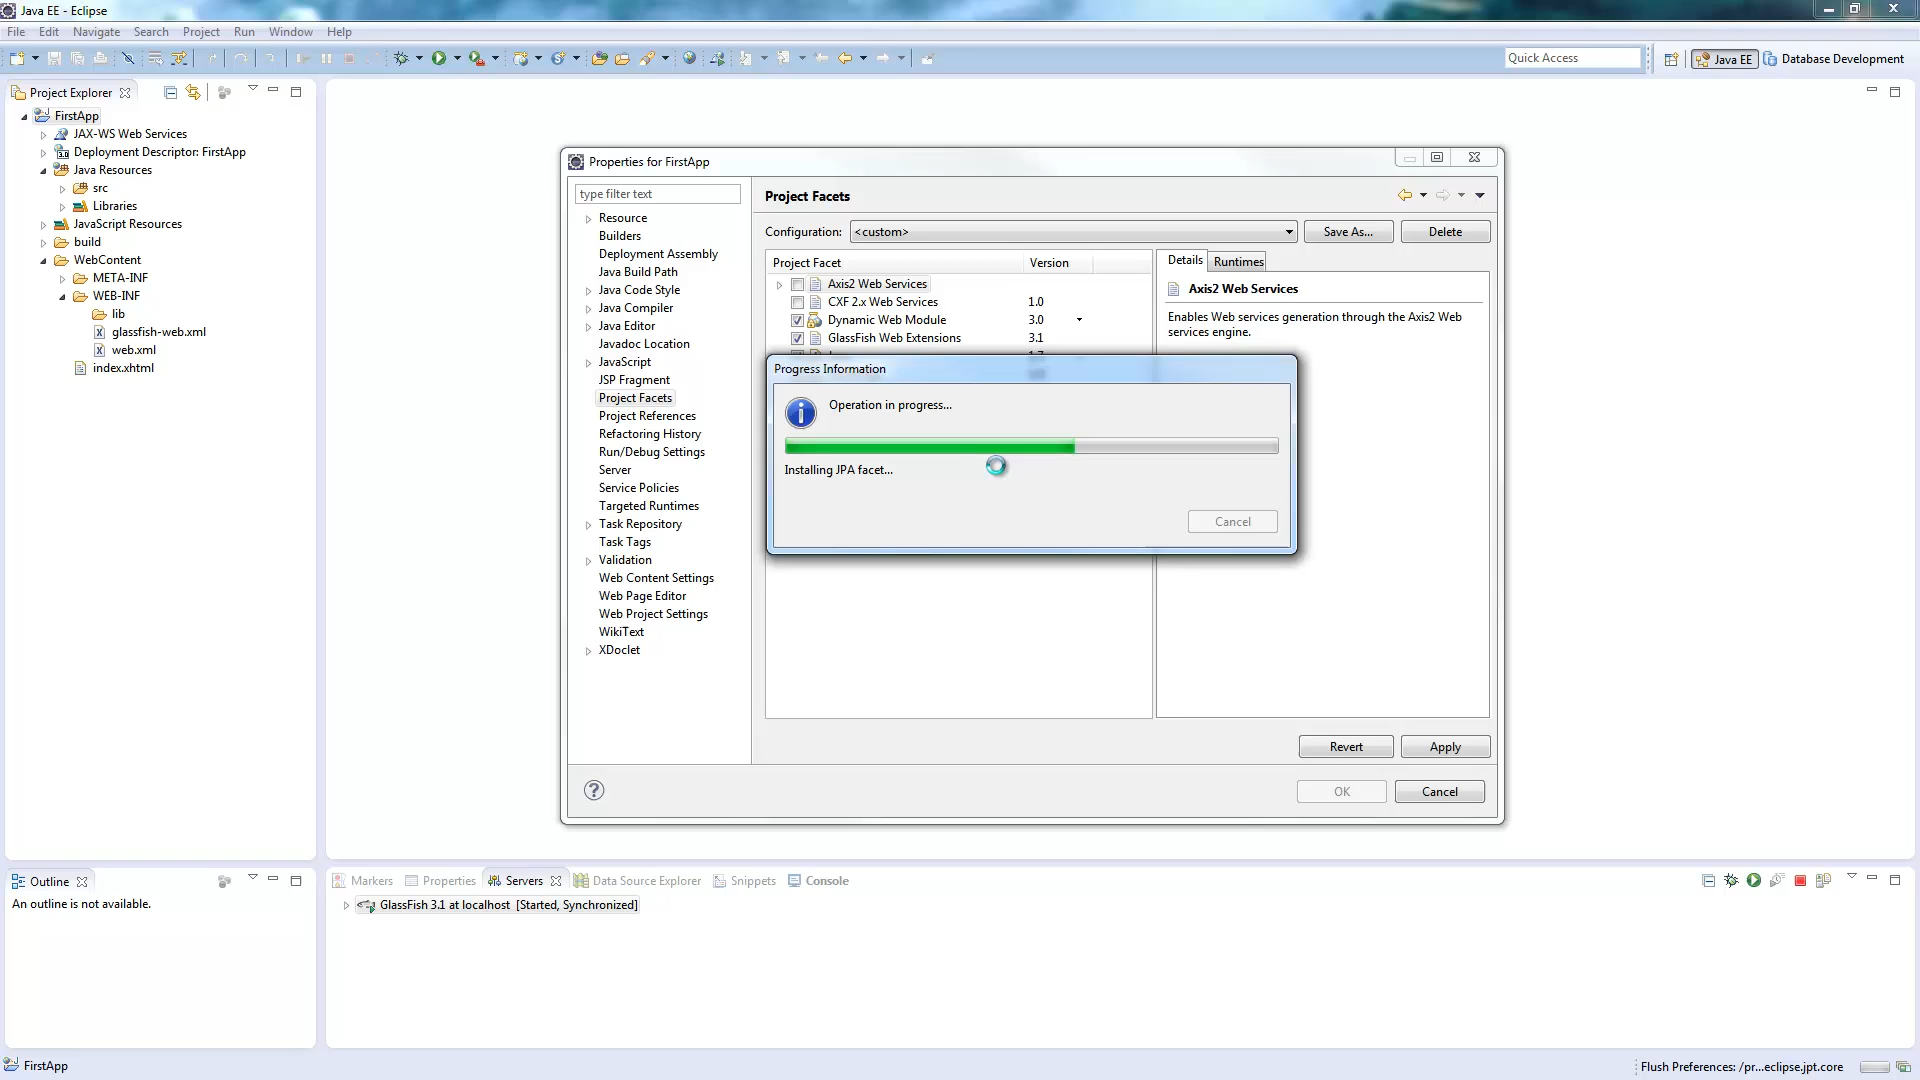 Java EE - Eclipse
File Edit Navigate Search Project Run Window Help
Quick Access
Java EE
Database Development
Project Explorer
FirstApp
JAX-WS Web Services
Deployment Descriptor: FirstApp
Java Resources
src
Libraries
JavaScript Resources
build
WebContent
META-INF
WEB-INF
lib
glassfish-web.xml
web.xml
index.xhtml
Properties for FirstApp
type filter text
Resource
Builders
Deployment Assembly
Java Build Path
Java Code Style
Java Compiler
Java Editor
Javadoc Location
JavaScript
JSP Fragment
Project Facets
Project References
Refactoring History
Run/Debug Settings
Server
Service Policies
Targeted Runtimes
Task Repository
Task Tags
Validation
Web Content Settings
Web Page Editor
Web Project Settings
WikiText
XDoclet
Project Facets
Configuration: <custom> Save As... Delete
Project Facet Version
Axis2 Web Services
CXF 2.x Web Services 1.0
Dynamic Web Module 3.0
GlassFish Web Extensions 3.1
Details Runtimes
Axis2 Web Services
Enables Web services generation through the Axis2 Web
services engine.
Progress Information
Operation in progress...
Installing JPA facet...
Cancel
Revert Apply
OK Cancel
Outline
An outline is not available.
Markers Properties Servers Data Source Explorer Snippets Console
GlassFish 3.1 at localhost [Started, Synchronized]
FirstApp
Flush Preferences: /pr...eclipse.jpt.core